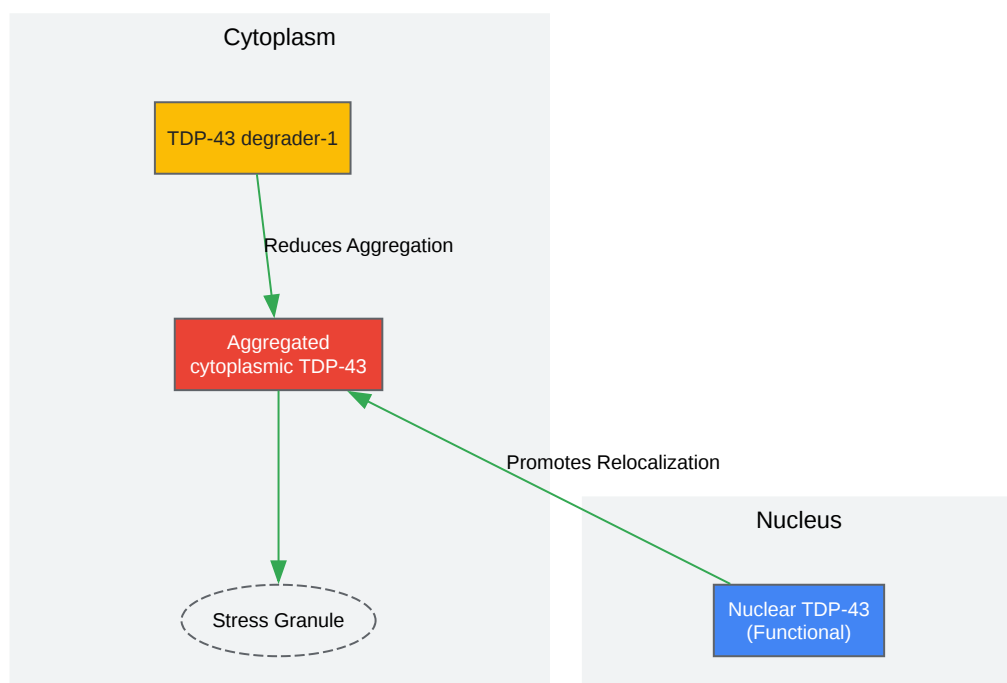 Cytoplasm
TDP-43 degrader-1
Reduces Aggregation
Aggregated
cytoplasmic TDP-43
Promotes Relocalization
Nucleus
Stress Granule
Nuclear TDP-43
(Functional)